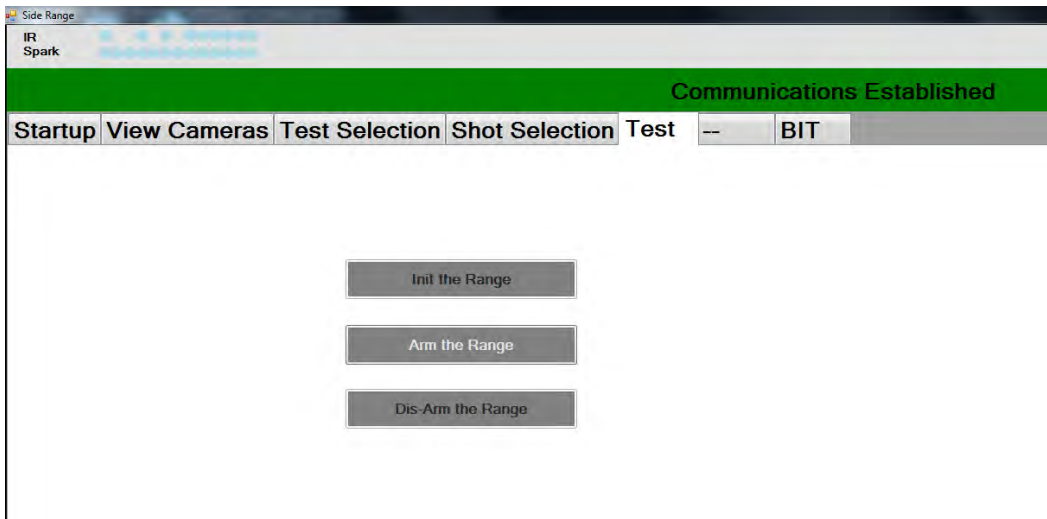 Side Range
IR
Spark
Communications Established
Startup View Cameras Test Selection Shot Selection Test -- BIT
Init the Range
Arm the Range
Dis-Arm the Range